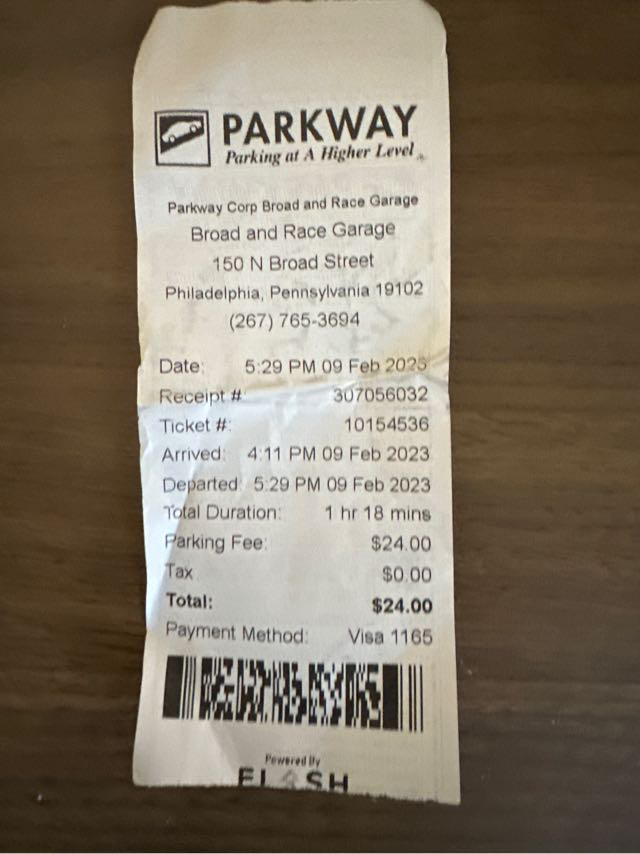 PARKWAY
Parking at A Higher Level
Parkway Corp Broad and Race Garage
Broad and Race Garage
150 N Broad Street
Philadelphia, Pennsylvania 19102
(267) 765-3694
Date: 5:29 PM 09 Feb 2023
Receipt # 307056032
Ticket #: 10154536
Arrived: 4:11 PM 09 Feb 2023
Departed: 5:29 PM 09 Feb 2023
Total Duration: 1 hr 18 mins
Parking Fee: $24.00
Tax $0.00
Total: $24.00
Payment Method: Visa 1165
Powered By
FLASH